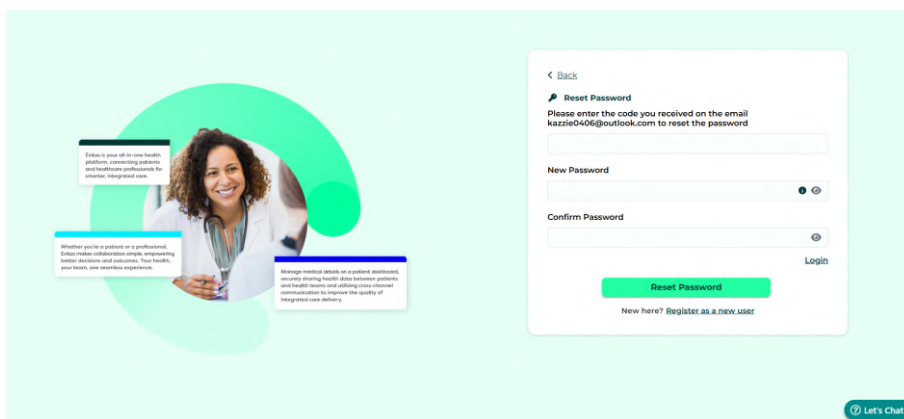 Evitas is your all-in-one health
platform, connecting patients
and healthcare professionals for
smarter, integrated care.
Whether you're a patient or a professional,
Evitas makes collaboration simple, empowering
better decisions and outcomes. Your health,
your team, one seamless experience.
Manage medical details on a patient dashboard,
securely sharing health data between patients
and health teams and utilising cross-channel
communication to improve the quality of
integrated care delivery.
Back
Reset Password
Please enter the code you received on the email
kazzie0406@outlook.com to reset the password
New Password
Confirm Password
Login
Reset Password
New here? Register as a new user
Let's Chat